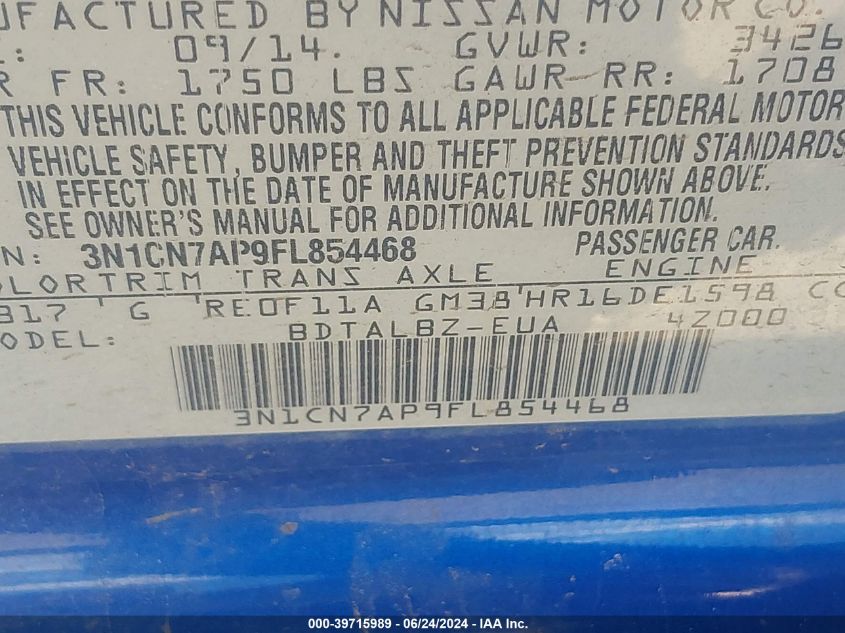 UFACTURED BY NISSAN MOTOR CO.
: 09/14. GVWR: 3426
R FR: 1750 LBS GAWR RR: 1708
THIS VEHICLE CONFORMS TO ALL APPLICABLE FEDERAL MOTOR
VEHICLE SAFETY, BUMPER AND THEFT PREVENTION STANDARDS
IN EFFECT ON THE DATE OF MANUFACTURE SHOWN ABOVE.
SEE OWNER'S MANUAL FOR ADDITIONAL INFORMATION.
N: 3N1CN7AP9FL854468 PASSENGER CAR.
OLORTRIM TRANS AXLE ENGINE
B17 G RE0F11A GM38 HR16DE1598 CC
ODEL: BDTALBZ-EUA 4Z000
3N1CN7AP9FL854468
000-39715989 | 06/24/2024 | IAA Inc.